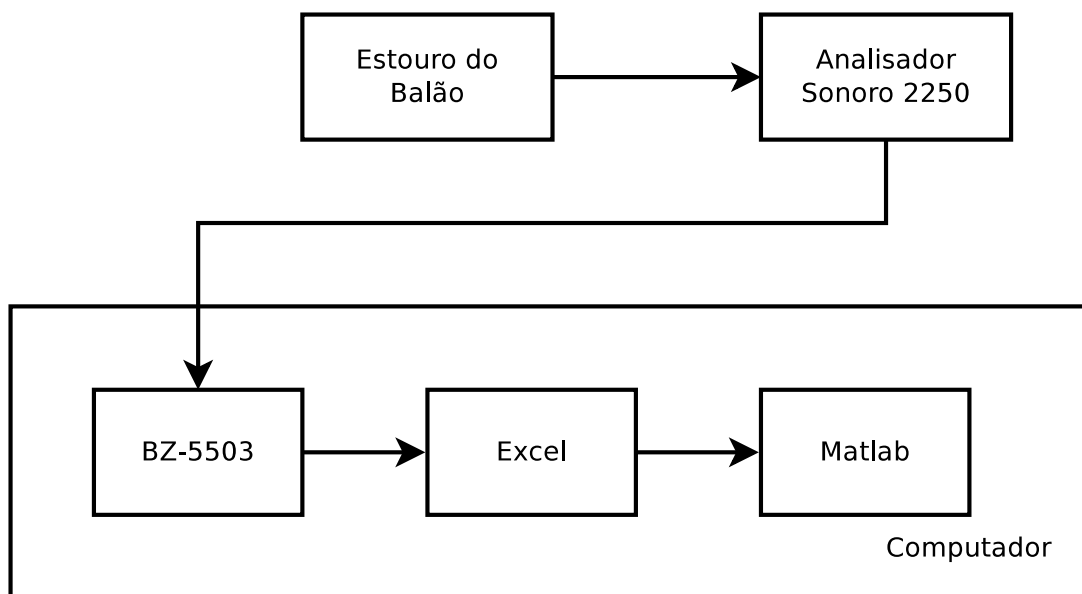 Estouro do
Balão
Analisador
Sonoro 2250
BZ-5503
Excel
Matlab
Computador